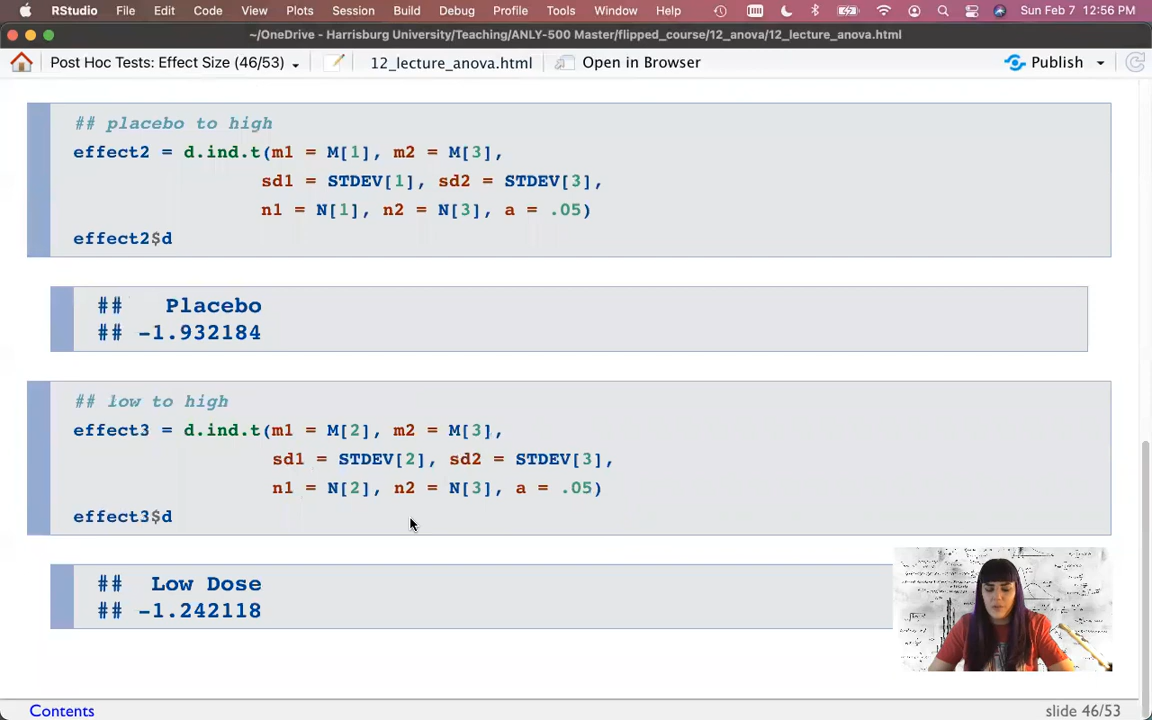 RStudio File Edit Code View Plots Session Build Debug Profile Tools Window Help Sun Feb 7 12:56 PM
~/OneDrive - Harrisburg University/Teaching/ANLY-500 Master/flipped_course/12_anova/12_lecture_anova.html
Post Hoc Tests: Effect Size (46/53) 12_lecture_anova.html Open in Browser Publish
## placebo to high
effect2 = d.ind.t(m1 = M[1], m2 = M[3],
sd1 = STDEV[1], sd2 = STDEV[3],
n1 = N[1], n2 = N[3], a = .05)
effect2$d
## Placebo
## -1.932184
## low to high
effect3 = d.ind.t(m1 = M[2], m2 = M[3],
sd1 = STDEV[2], sd2 = STDEV[3],
n1 = N[2], n2 = N[3], a = .05)
effect3$d
## Low Dose
## -1.242118
Contents slide 46/53